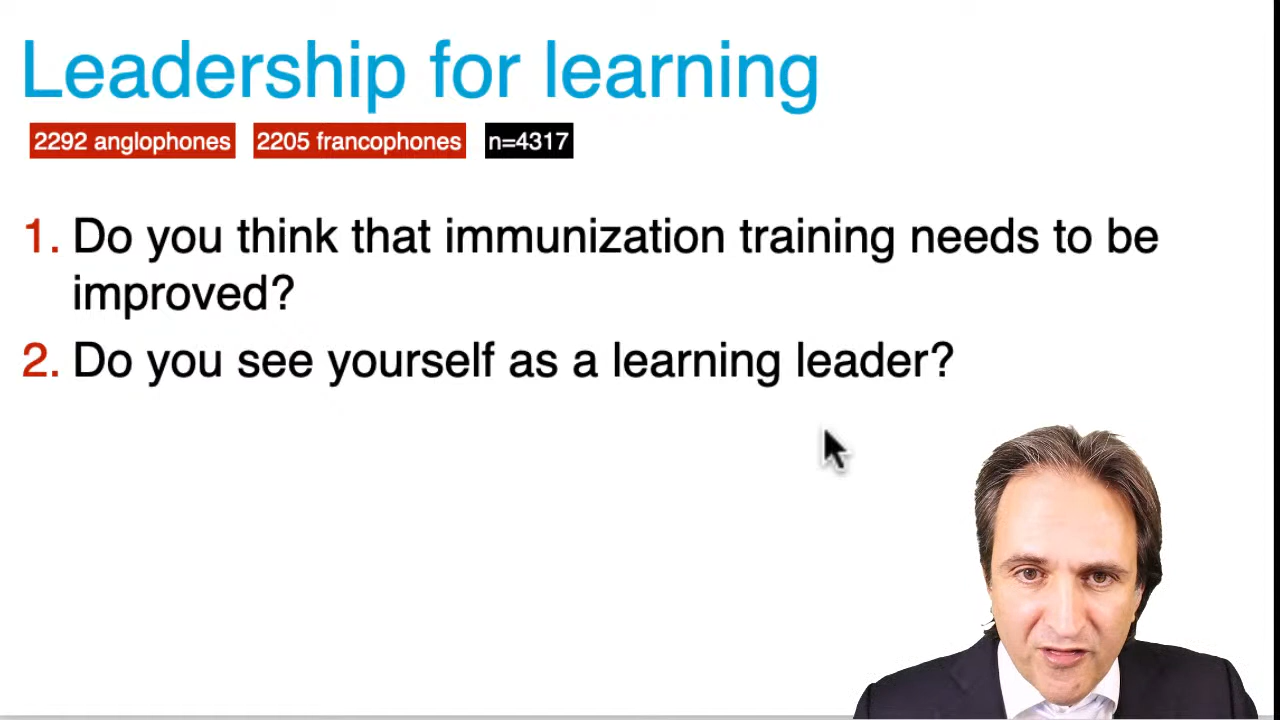 Leadership for learning
2292 anglophones 2205 francophones n=4317
1. Do you think that immunization training needs to be
improved?
2. Do you see yourself as a learning leader?